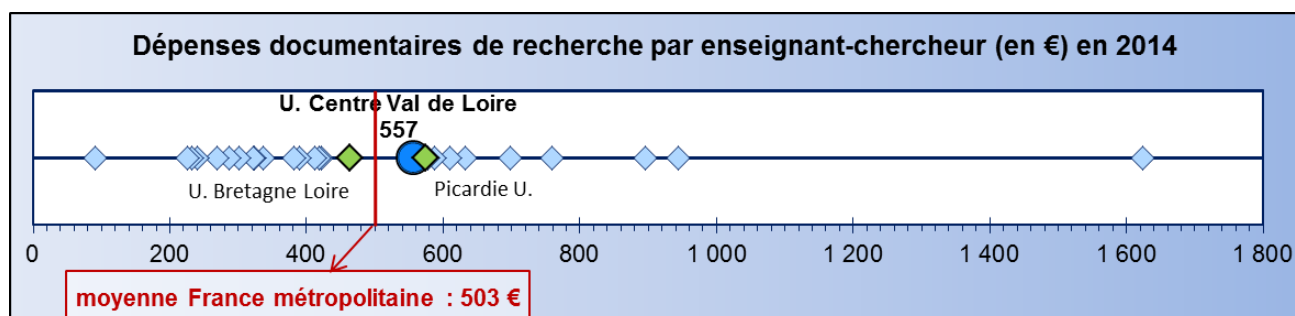 Dépenses documentaires de recherche par enseignant-chercheur (en €) en 2014
U. Centre Val de Loire
557
U. Bretagne Loire
Picardie U.
0 200 400 600 800 1 000 1 200 1 400 1 600 1 800
moyenne France métropolitaine : 503 €